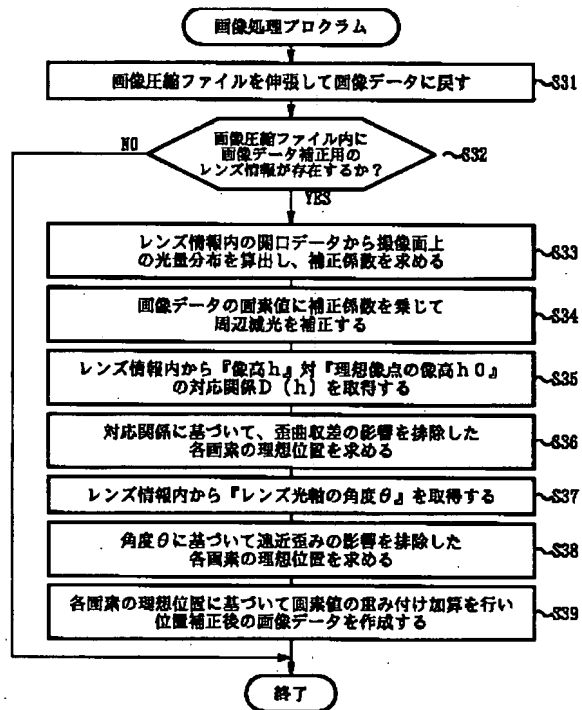 画像処理プログラム
画像圧縮ファイルを伸張して画像データに戻す
S31
NO
画像圧縮ファイル内に
画像データ補正用の
レンズ情報が存在するか？
S32
YES
レンズ情報内の開口データから撮像面上
の光量分布を算出し、補正係数を求める
S33
画像データの画素値に補正係数を乗じて
周辺減光を補正する
S34
レンズ情報内から『像高h』対『理想像点の像高h0』
の対応関係D（h）を取得する
S35
対応関係に基づいて、歪曲収差の影響を排除した
各画素の理想位置を求める
S36
レンズ情報内から『レンズ光軸の角度θ』を取得する
S37
角度θに基づいて遠近歪みの影響を排除した
各画素の理想位置を求める
S38
各画素の理想位置に基づいて画素値の重み付け加算を行い
位置補正後の画像データを作成する
S39
終了